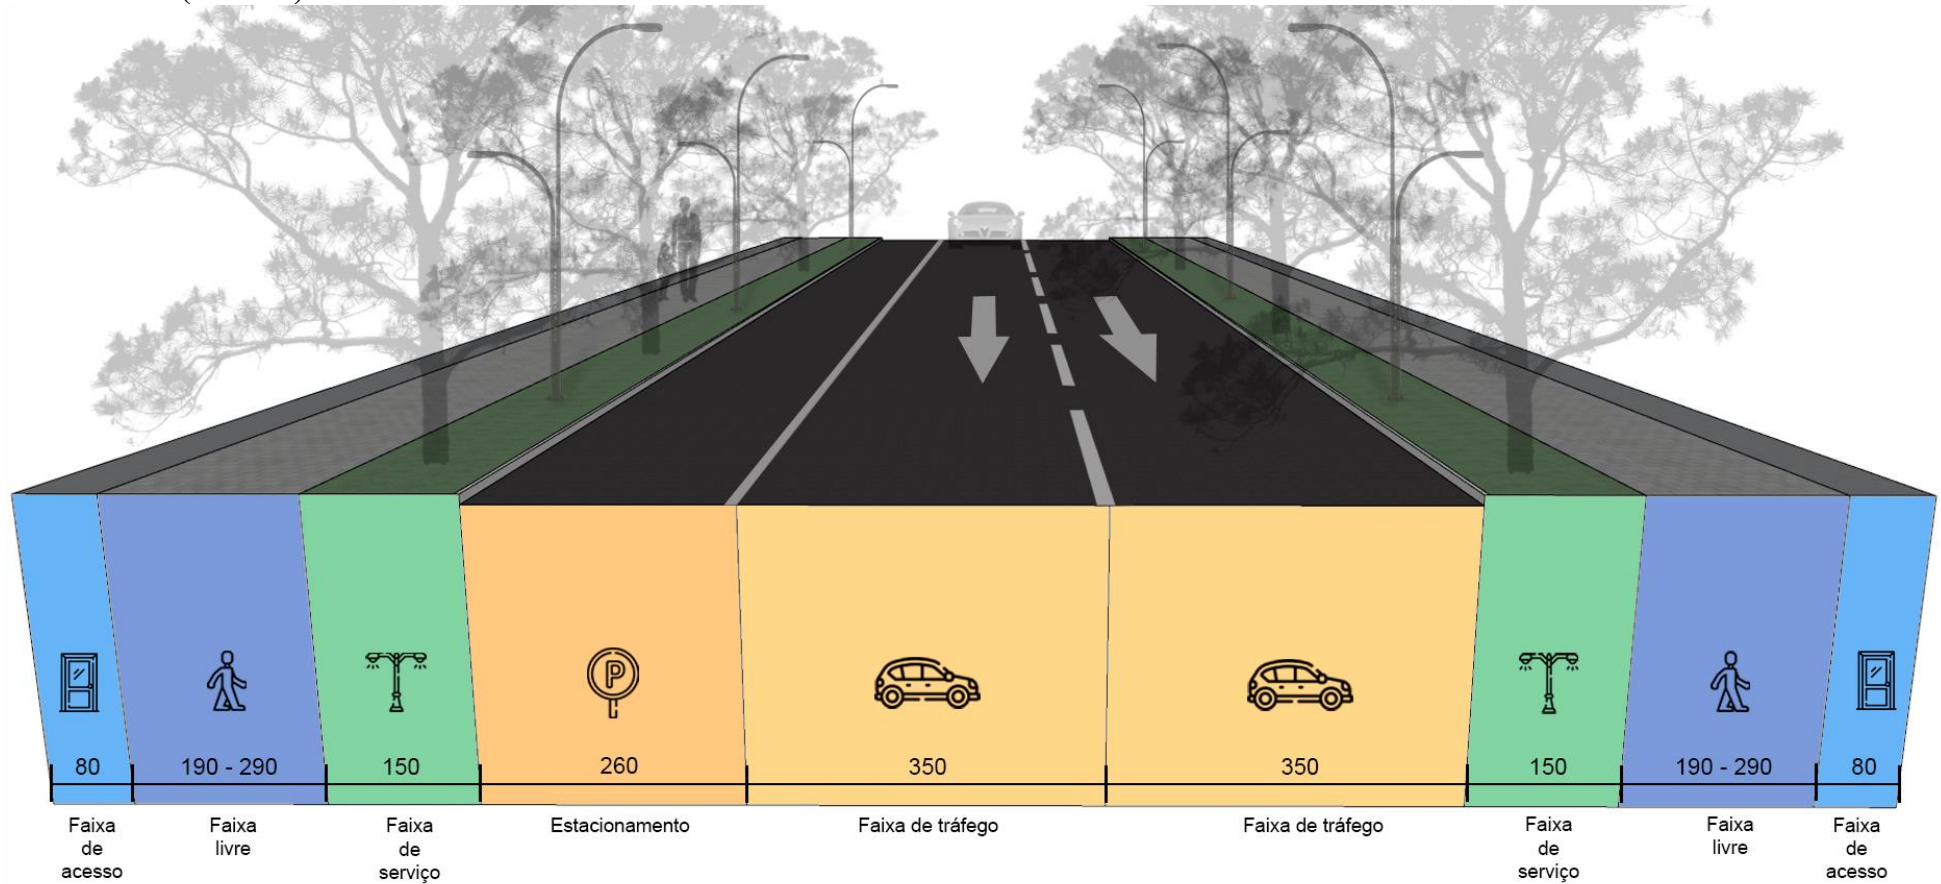 P
P
80
190 - 290
150
260
350
350
150
190 - 290
80
Faixa
de
acesso
Faixa
livre
Faixa
de
serviço
Estacionamento
Faixa de tráfego
Faixa de tráfego
Faixa
de
serviço
Faixa
livre
Faixa
de
acesso